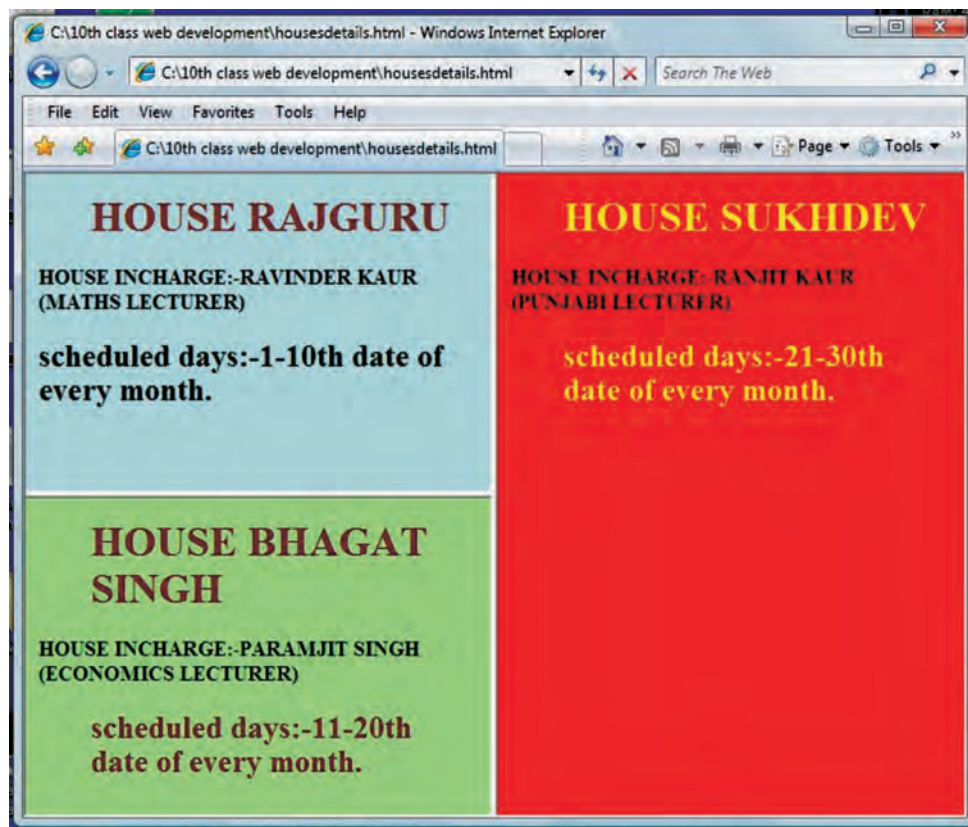 C:\10th class web development\housesdetails.html - Windows Internet Explorer
C:\10th class web development\housesdetails.html
Search The Web
File Edit View Favorites Tools Help
C:\10th class web development\housesdetails.html
Page
Tools
HOUSE RAJGURU
HOUSE INCHARGE:-RAVINDER KAUR
(MATHS LECTURER)
scheduled days:-1-10th date of
every month.
HOUSE BHAGAT
SINGH
HOUSE INCHARGE:-PARAMJIT SINGH
(ECONOMICS LECTURER)
scheduled days:-11-20th
date of every month.
HOUSE SUKHDEV
HOUSE INCHARGE:-RANJIT KAUR
(PUNJABI LECTURER)
scheduled days:-21-30th
date of every month.